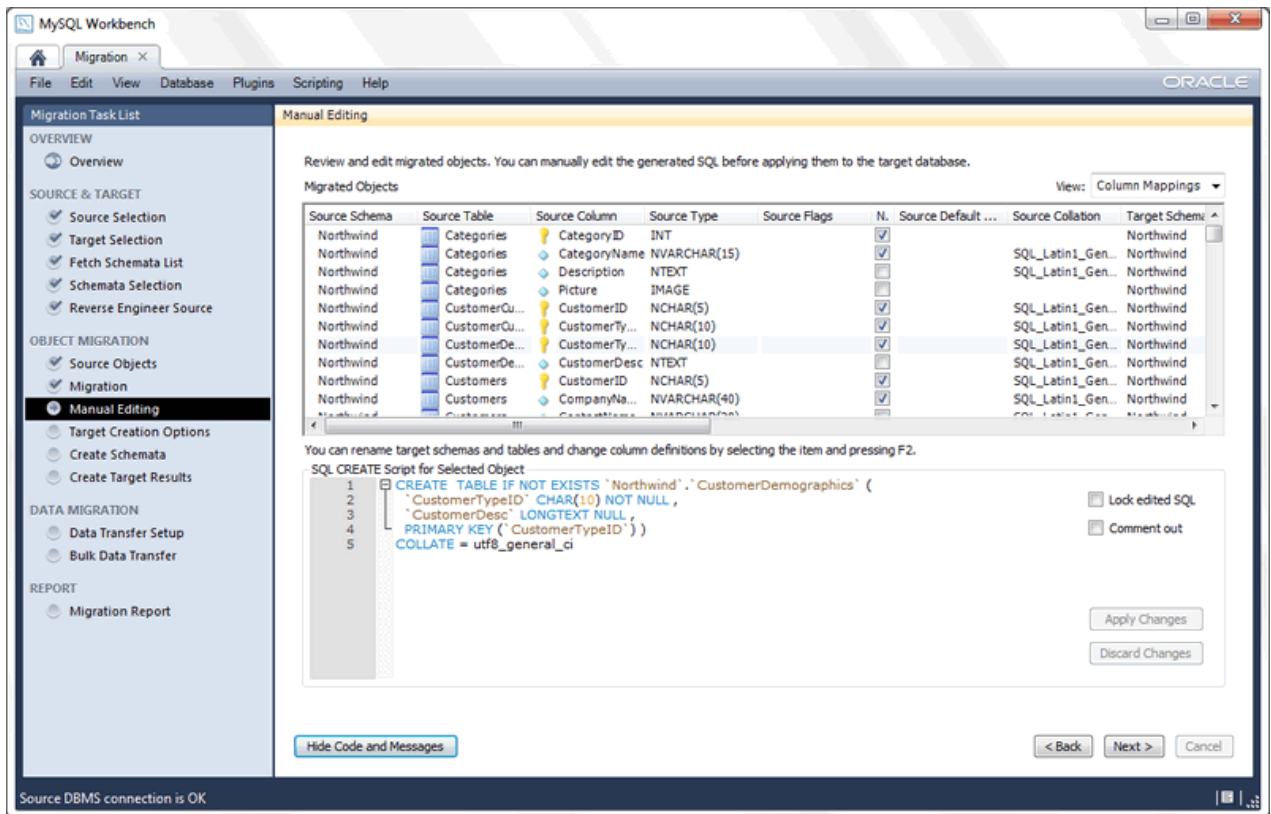 MySQL Workbench
Migration
File Edit View Database Plugins Scripting Help
ORACLE
Migration Task List
OVERVIEW
Overview
SOURCE & TARGET
Source Selection
Target Selection
Fetch Schemata List
Schemata Selection
Reverse Engineer Source
OBJECT MIGRATION
Source Objects
Migration
Manual Editing
Target Creation Options
Create Schemata
Create Target Results
DATA MIGRATION
Data Transfer Setup
Bulk Data Transfer
REPORT
Migration Report
Manual Editing
Review and edit migrated objects. You can manually edit the generated SQL before applying them to the target database.
Migrated Objects
View: Column Mappings
Source Schema Source Table Source Column Source Type Source Flags N. Source Default ... Source Collation Target Schema
Northwind Categories CategoryID INT Northwind
Northwind Categories CategoryName NVARCHAR(15) SQL_Latin1_Gen... Northwind
Northwind Categories Description NTEXT SQL_Latin1_Gen... Northwind
Northwind Categories Picture IMAGE Northwind
Northwind CustomerCu... CustomerID NCHAR(5) SQL_Latin1_Gen... Northwind
Northwind CustomerCu... CustomerTy... NCHAR(10) SQL_Latin1_Gen... Northwind
Northwind CustomerDe... CustomerTy... NCHAR(10) SQL_Latin1_Gen... Northwind
Northwind CustomerDe... CustomerDesc NTEXT SQL_Latin1_Gen... Northwind
Northwind Customers CustomerID NCHAR(5) SQL_Latin1_Gen... Northwind
Northwind Customers CompanyNa... NVARCHAR(40) SQL_Latin1_Gen... Northwind
You can rename target schemas and tables and change column definitions by selecting the item and pressing F2.
SQL CREATE Script for Selected Object
1 CREATE TABLE IF NOT EXISTS `Northwind`.`CustomerDemographics` (
2 `CustomerTypeID` CHAR(10) NOT NULL ,
3 `CustomerDesc` LONGTEXT NULL ,
4 PRIMARY KEY (`CustomerTypeID`) )
5 COLLATE = utf8_general_ci
Lock edited SQL
Comment out
Apply Changes
Discard Changes
Hide Code and Messages
< Back Next > Cancel
Source DBMS connection is OK